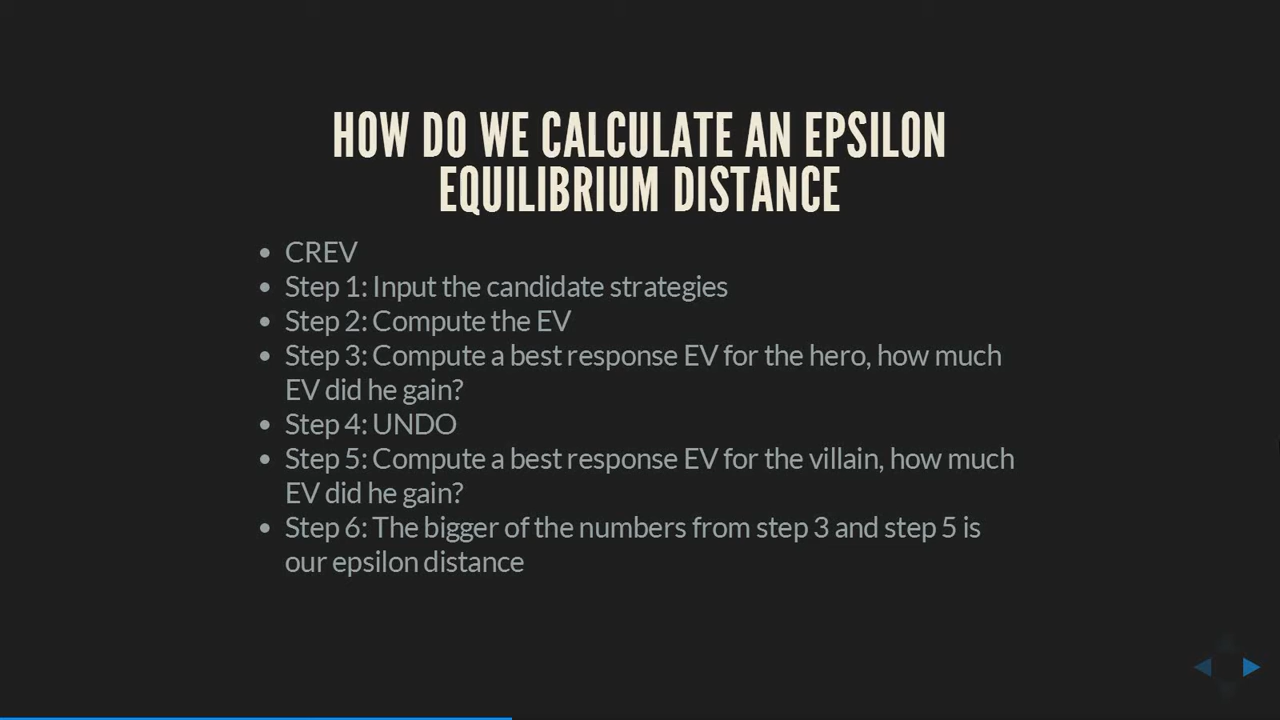 HOW DO WE CALCULATE AN EPSILON
EQUILIBRIUM DISTANCE
• CREV
• Step 1: Input the candidate strategies
• Step 2: Compute the EV
• Step 3: Compute a best response EV for the hero, how much
EV did he gain?
• Step 4: UNDO
• Step 5: Compute a best response EV for the villain, how much
EV did he gain?
• Step 6: The bigger of the numbers from step 3 and step 5 is
our epsilon distance